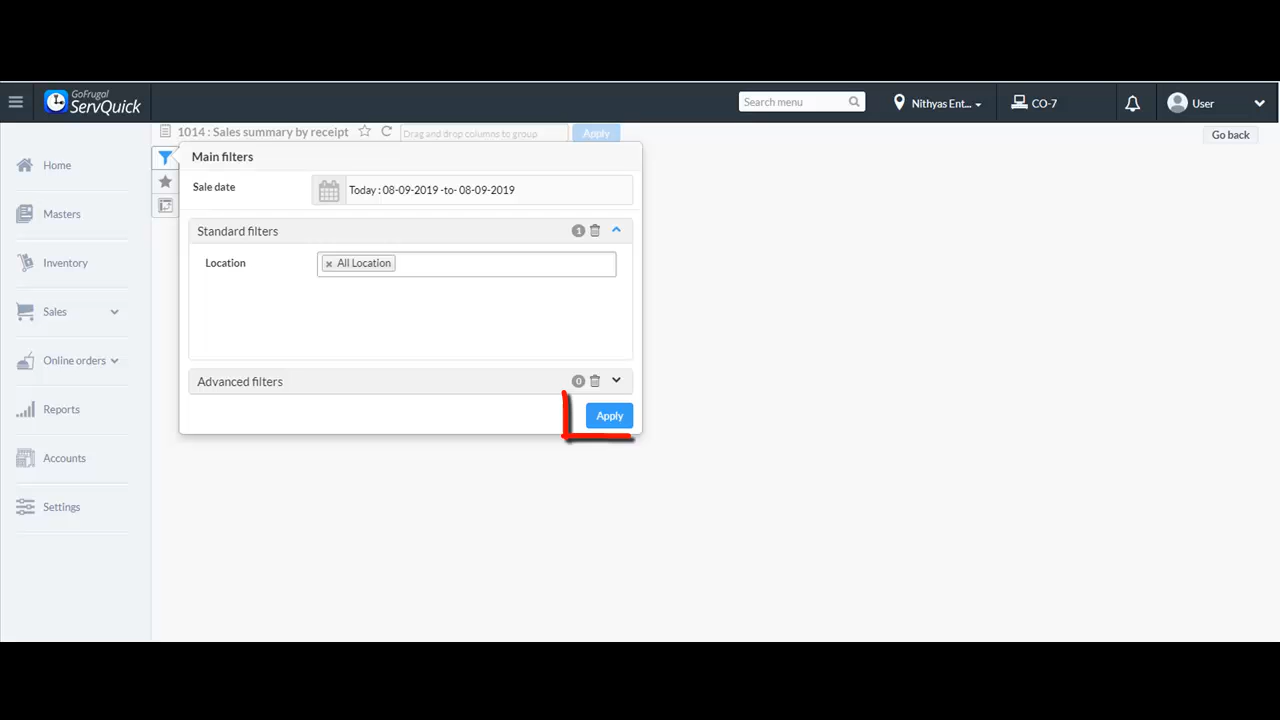 GoFrugal
ServQuick
Search menu
Nithyas Ent...
CO-7
User
1014 : Sales summary by receipt
Drag and drop columns to group
Apply
Go back
Home
Masters
Inventory
Sales
Online orders
Reports
Accounts
Settings
Main filters
Sale date
Today : 08-09-2019 -to- 08-09-2019
Standard filters
1
Location
× All Location
Advanced filters
0
Apply